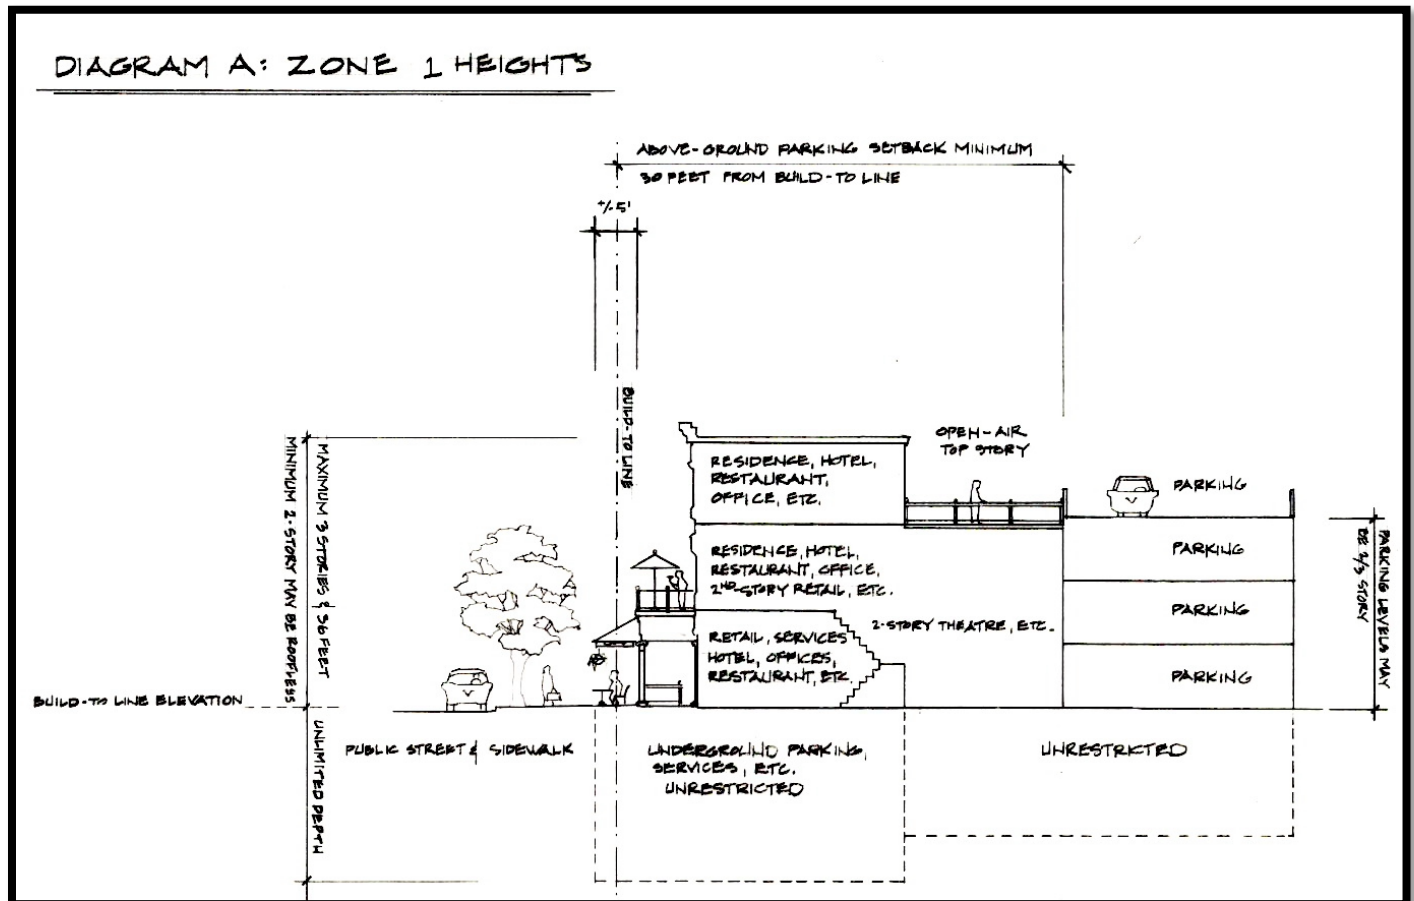 DIAGRAM A: ZONE 1 HEIGHTS
ABOVE-GROUND PARKING SETBACK MINIMUM
30 FEET FROM BUILD-TO LINE
+/-5'
BUILD-TO LINE
OPEN-AIR
TOP STORY
RESIDENCE, HOTEL,
RESTAURANT,
OFFICE, ETC.
PARKING
RESIDENCE, HOTEL,
RESTAURANT, OFFICE,
2ND-STORY RETAIL, ETC.
PARKING
2-STORY THEATRE, ETC.
PARKING
RETAIL, SERVICES
HOTEL, OFFICES,
RESTAURANT, ETC.
PARKING
PARKING LEVELS MAY
BE 2/3 STORY
MAXIMUM 3 STORIES & 36 FEET
MINIMUM 2-STORY MAY BE ROOFLESS
BUILD-TO LINE ELEVATION
UNLIMITED DEPTH
PUBLIC STREET & SIDEWALK
UNDERGROUND PARKING,
SERVICES, ETC.
UNRESTRICTED
UNRESTRICTED